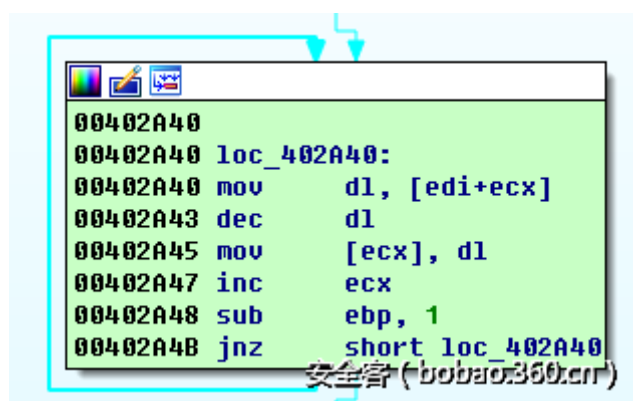 00402A40
00402A40 loc_402A40:
00402A40 mov dl, [edi+ecx]
00402A43 dec dl
00402A45 mov [ecx], dl
00402A47 inc ecx
00402A48 sub ebp, 1
00402A4B jnz short loc_402A40
安全客 ( bobao.360.cn )